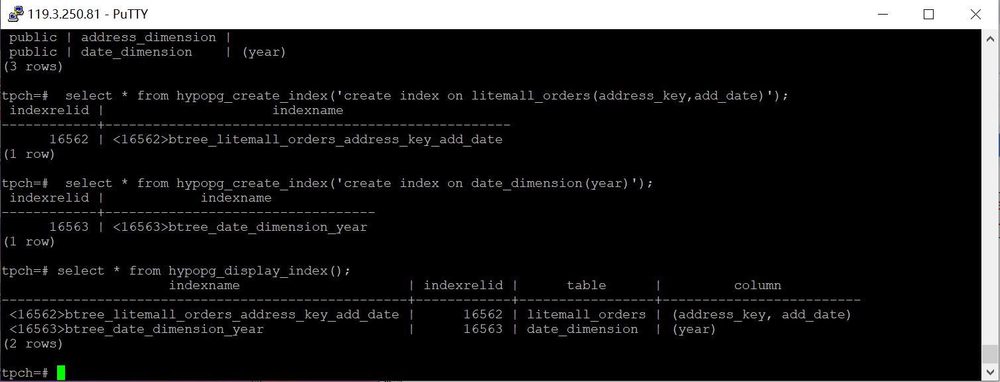 119.3.250.81 - PuTTY
 public | address_dimension |
 public | date_dimension    | (year)
(3 rows)
tpch=#  select * from hypopg_create_index('create index on litemall_orders(address_key,add_date)');
 indexrelid |                     indexname
------------+---------------------------------------------------
      16562 | <16562>btree_litemall_orders_address_key_add_date
(1 row)
tpch=#  select * from hypopg_create_index('create index on date_dimension(year)');
 indexrelid |            indexname
------------+----------------------------------
      16563 | <16563>btree_date_dimension_year
(1 row)
tpch=# select * from hypopg_display_index();
                     indexname                     | indexrelid |      table      |         column
---------------------------------------------------+------------+-----------------+-------------------------
 <16562>btree_litemall_orders_address_key_add_date |      16562 | litemall_orders | (address_key, add_date)
 <16563>btree_date_dimension_year                  |      16563 | date_dimension  | (year)
(2 rows)
tpch=#